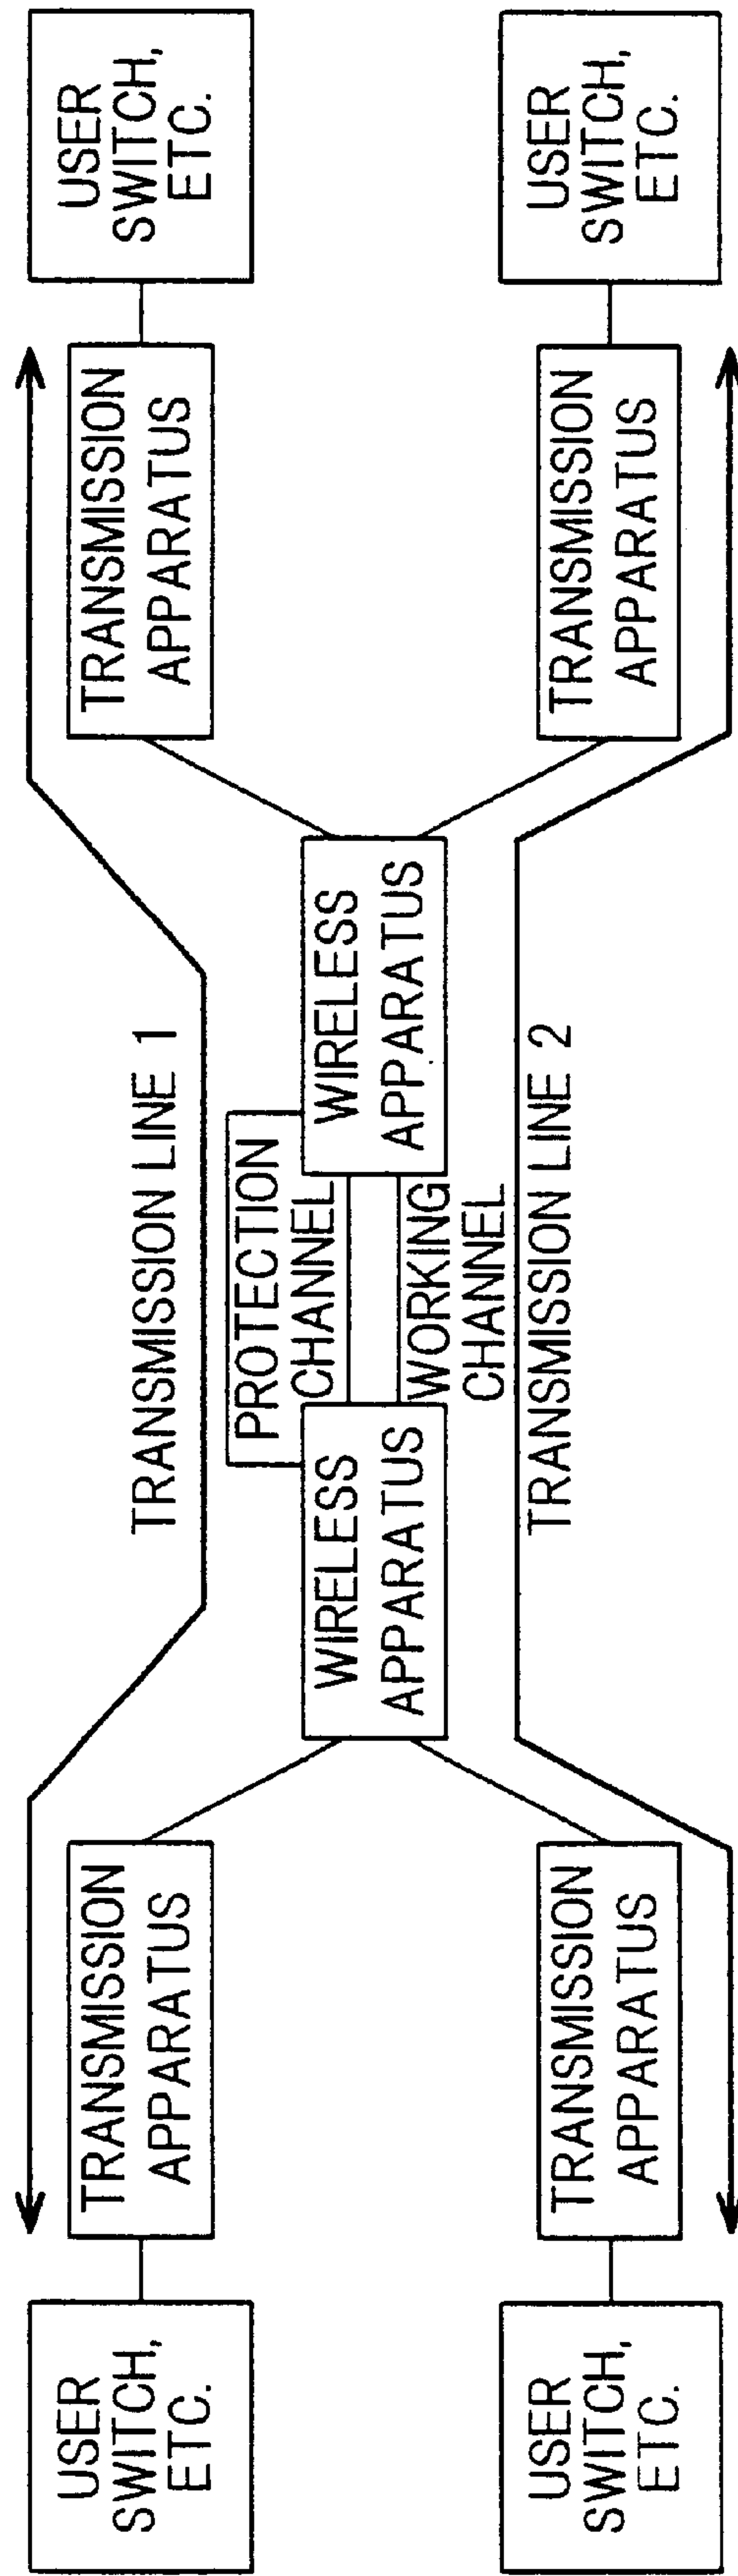 USER
SWITCH,
ETC.
TRANSMISSION
APPARATUS
TRANSMISSION LINE 1
TRANSMISSION
APPARATUS
USER
SWITCH,
ETC.
WIRELESS
APPARATUS
PROTECTION
CHANNEL
WORKING
CHANNEL
WIRELESS
APPARATUS
USER
SWITCH,
ETC.
TRANSMISSION
APPARATUS
TRANSMISSION LINE 2
TRANSMISSION
APPARATUS
USER
SWITCH,
ETC.